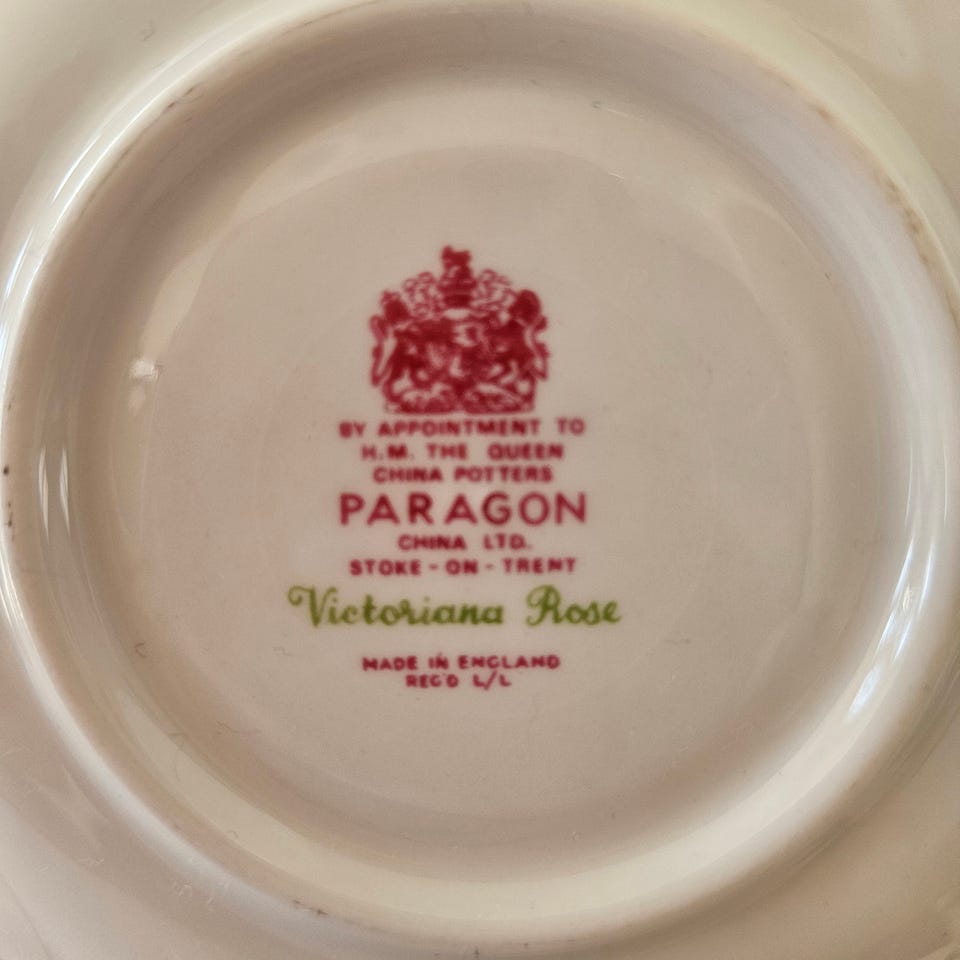 BY APPOINTMENT TO
H.M. THE QUEEN
CHINA POTTERS
PARAGON
CHINA LTD.
STOKE-ON-TRENT
Victoriana Rose
MADE IN ENGLAND
REG'D L/L